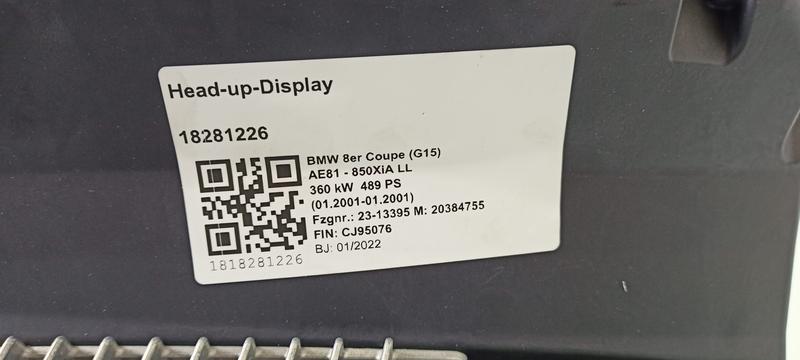 Head-up-Display
18281226
BMW 8er Coupe (G15)
AE81 - 850XiA LL
360 kW 489 PS
(01.2001-01.2001)
Fzgnr.: 23-13395 M: 20384755
FIN: CJ95076
BJ: 01/2022
1818281226